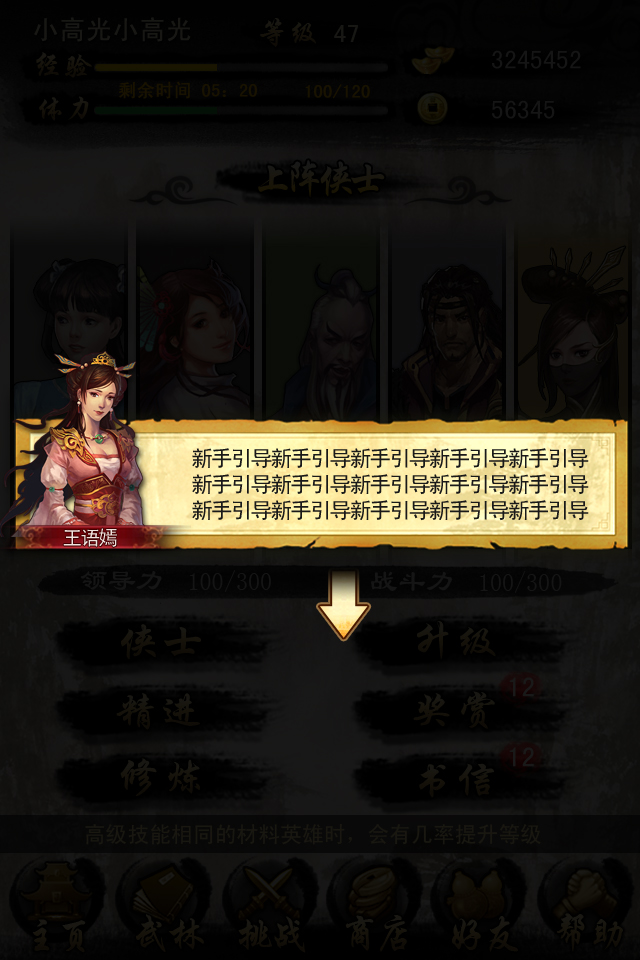 小高光小高光 等级 47
经验 3245452
剩余时间 05：20 100/120
体力 56345
上阵侠士
新手引导新手引导新手引导新手引导新手引导
新手引导新手引导新手引导新手引导新手引导
新手引导新手引导新手引导新手引导新手引导
王语嫣
领导力 100/300 战斗力 100/300
侠士 升级
精进 奖赏 12
修炼 书信 12
高级技能相同的材料英雄时，会有几率提升等级
主页 武林 挑战 商店 好友 帮助